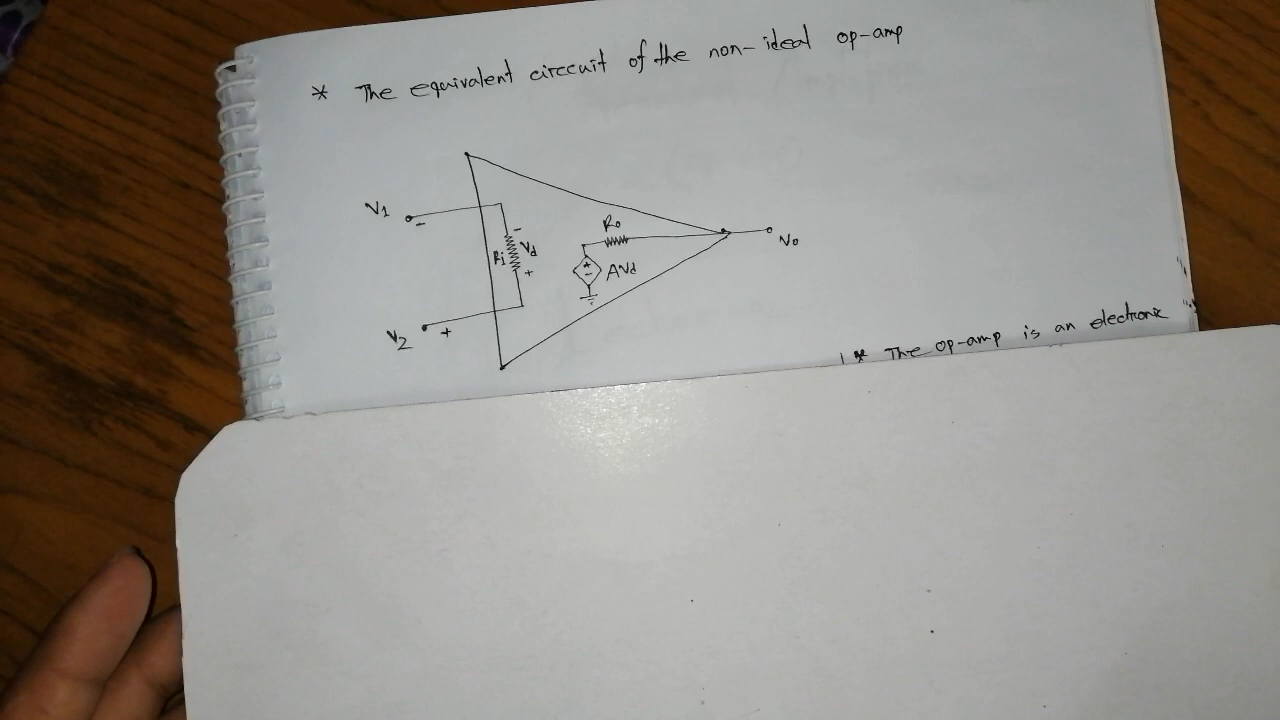 * The equivalent circuit of the non-ideal op-amp
V1
-
Ro
-
Ri
Vd
+
Vo
+
-
AVd
V2
+
* The op-amp is an electronic